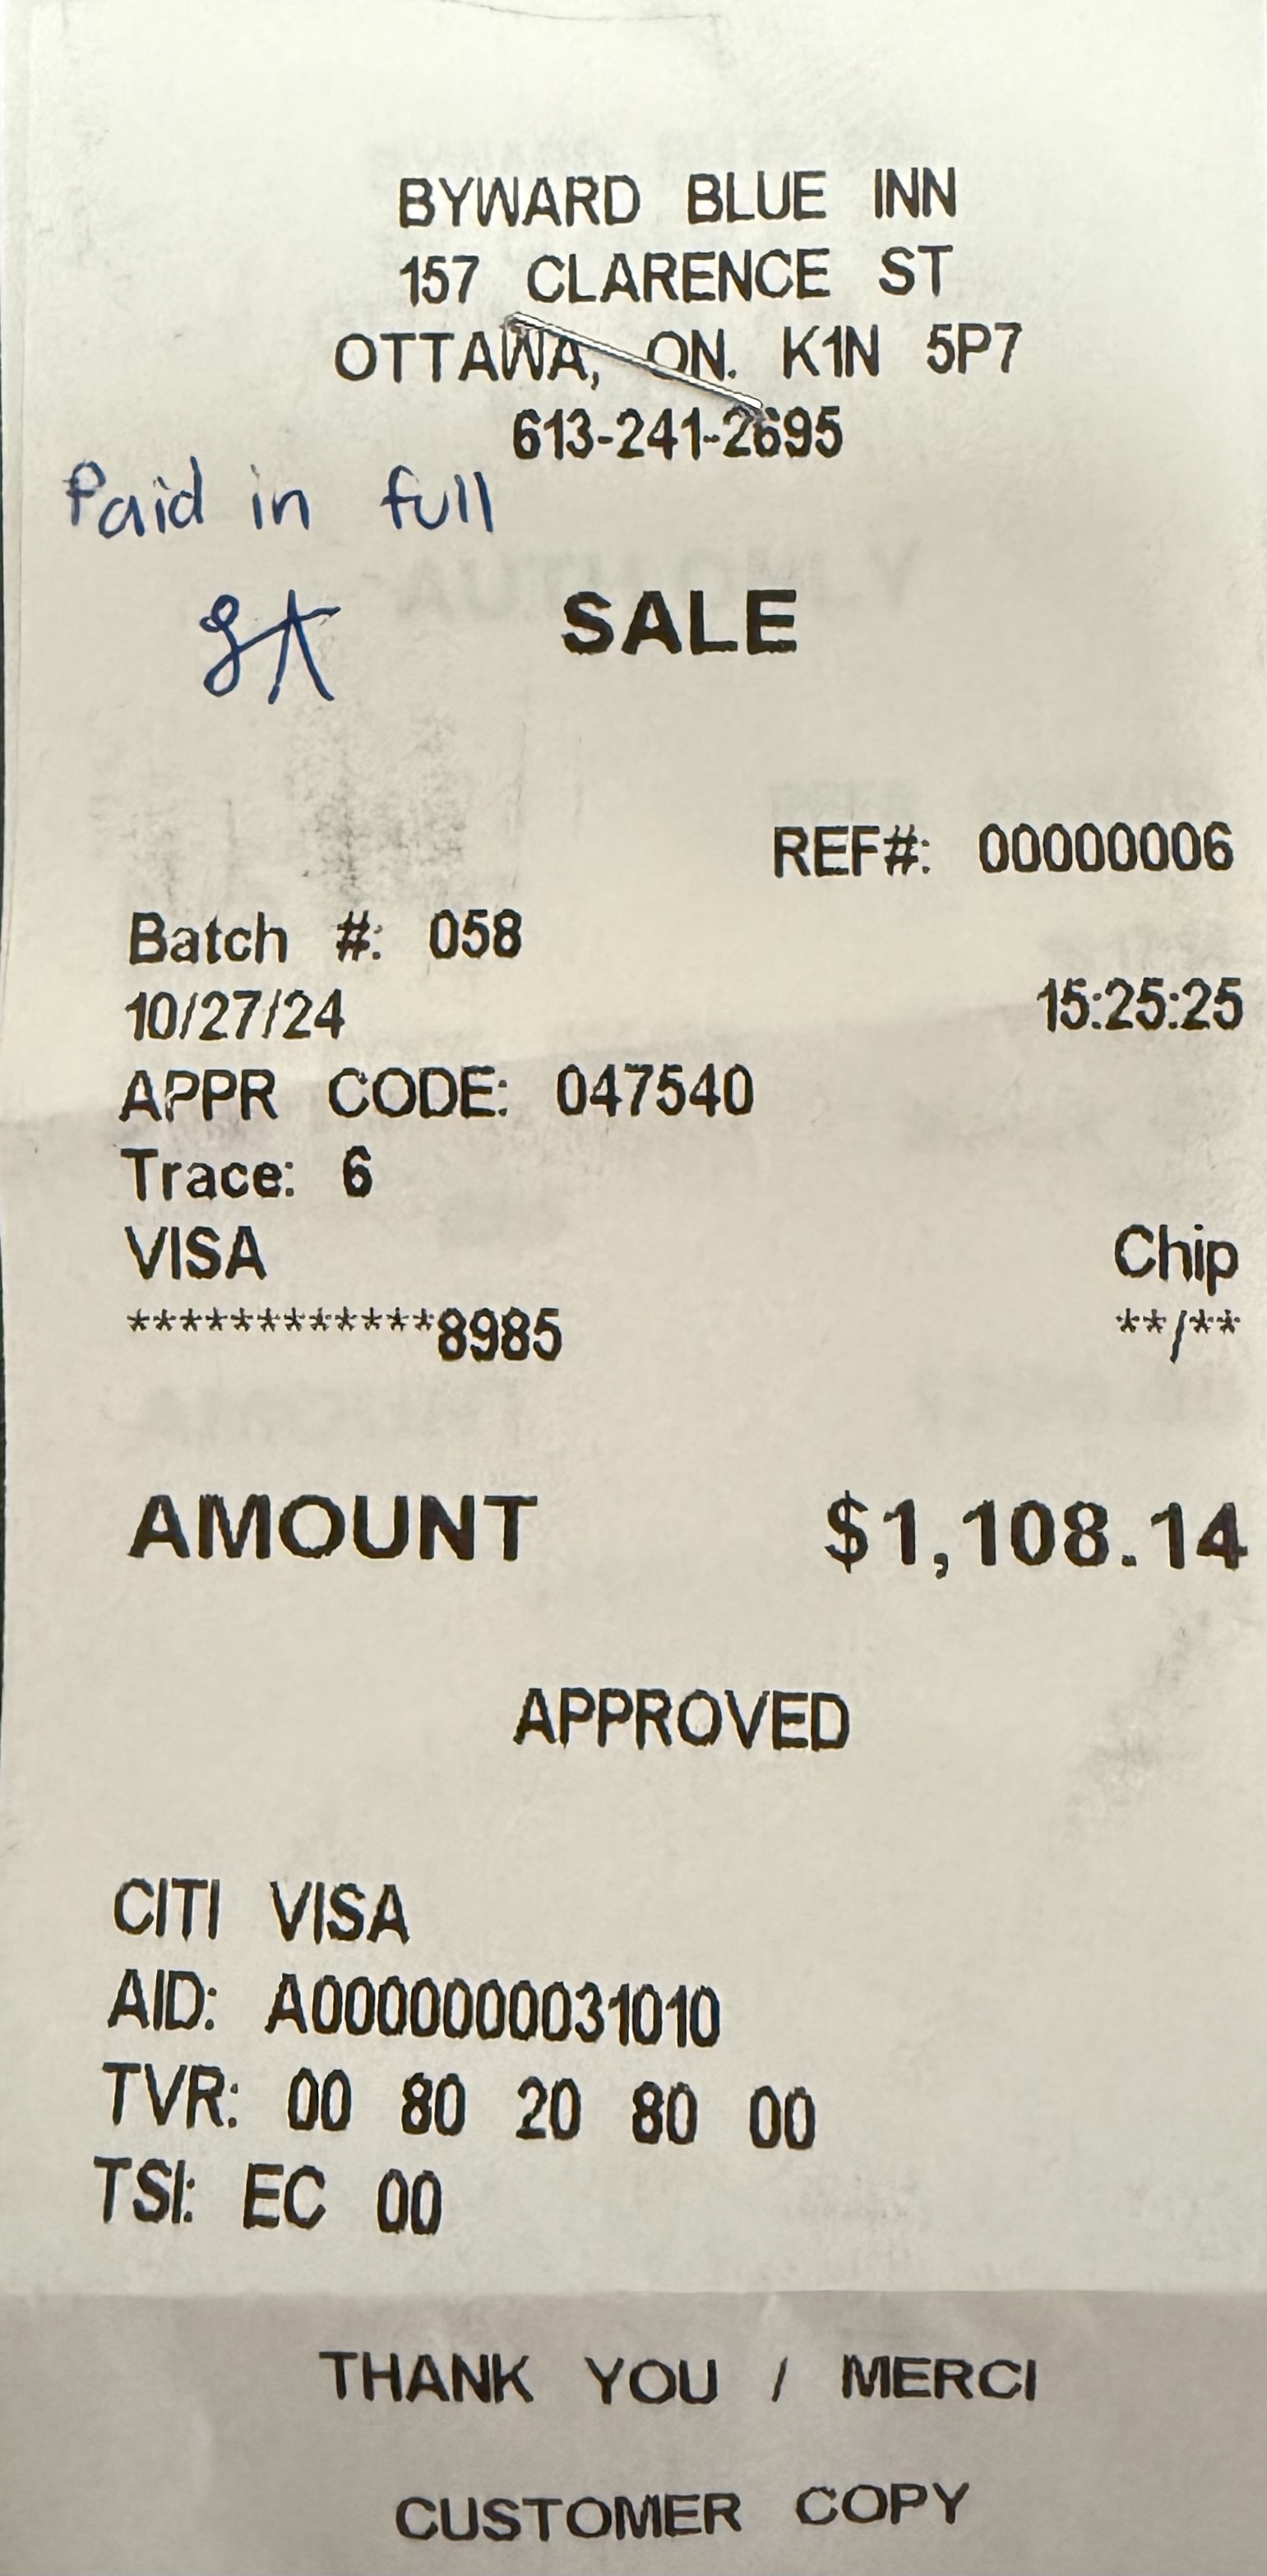 BYWARD BLUE INN
157 CLARENCE ST
OTTAWA, ON. K1N 5P7
613-241-2695
Paid in full
SALE
REF#: 00000006
Batch #: 058
10/27/24 15:25:25
APPR CODE: 047540
Trace: 6
VISA Chip
************8985 **/**
AMOUNT $1,108.14
APPROVED
CITI VISA
AID: A0000000031010
TVR: 00 80 20 80 00
TSI: EC 00
THANK YOU / MERCI
CUSTOMER COPY